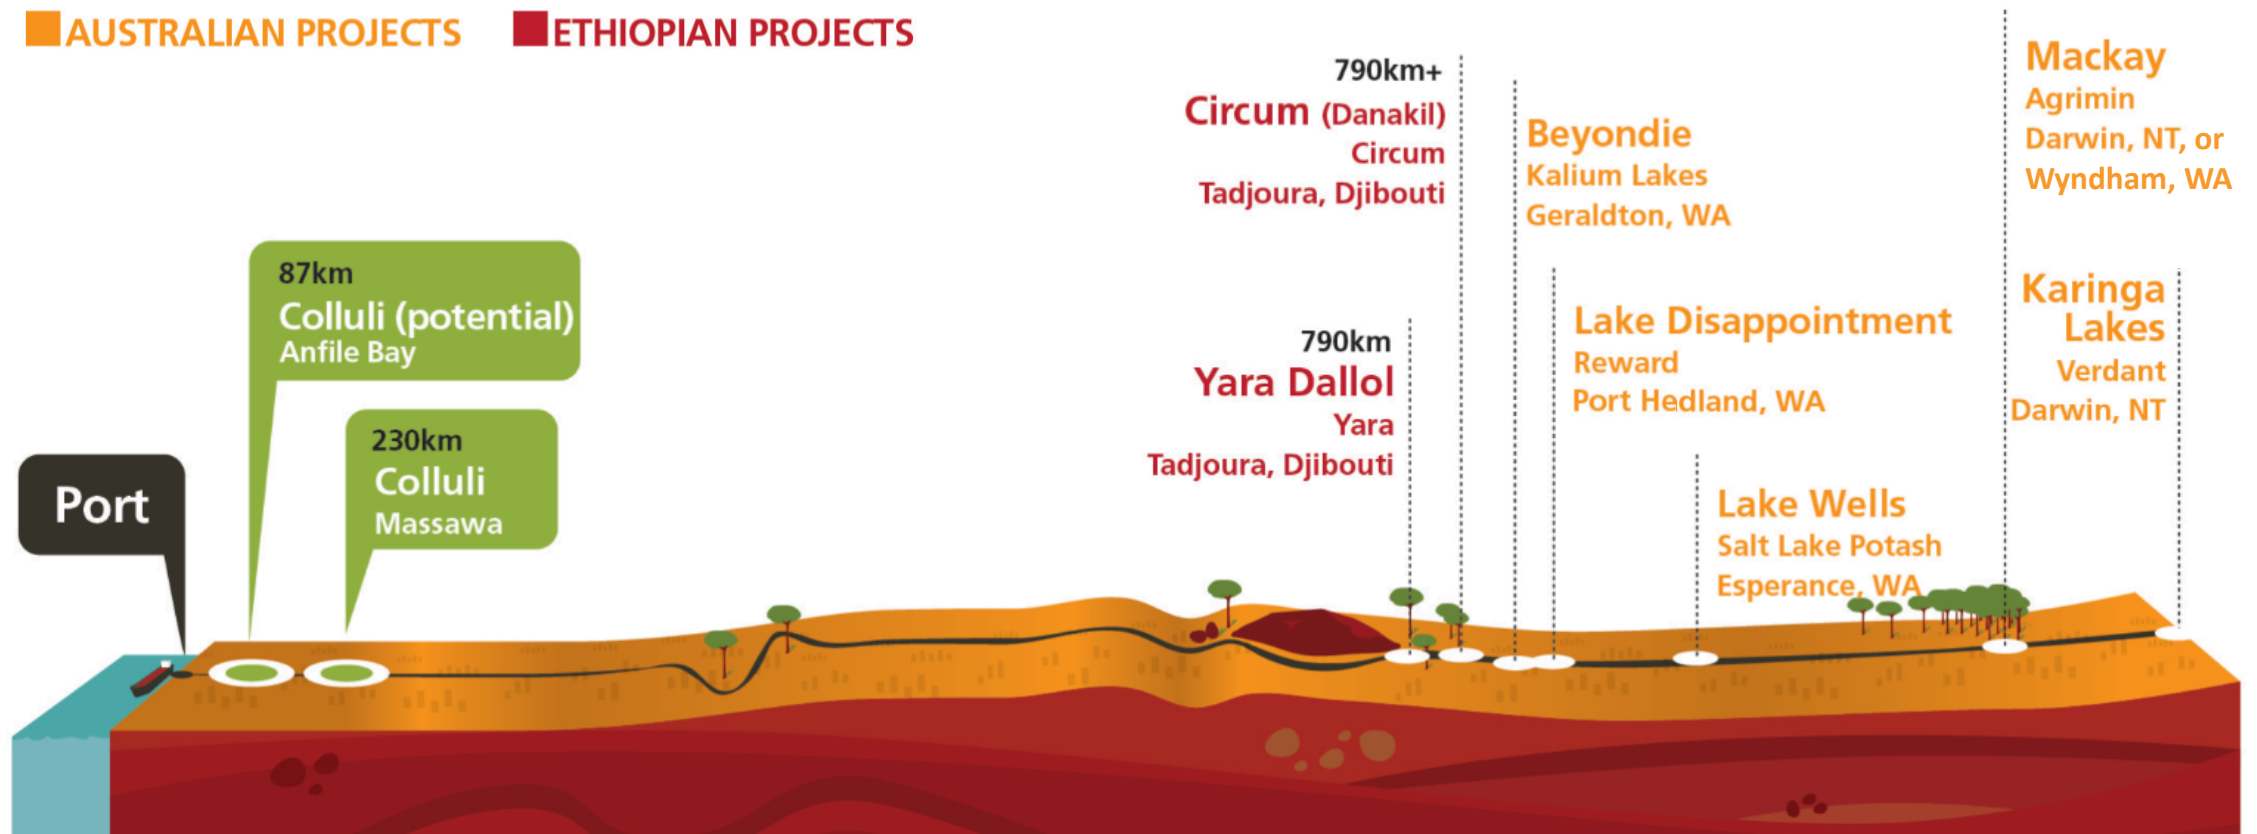 AUSTRALIAN PROJECTS
ETHIOPIAN PROJECTS
Port
87km
Colluli (potential)
Anfile Bay
230km
Colluli
Massawa
790km+
Circum (Danakil)
Circum
Tadjoura, Djibouti
790km
Yara Dallol
Yara
Tadjoura, Djibouti
Beyondie
Kalium Lakes
Geraldton, WA
Lake Disappointment
Reward
Port Hedland, WA
Lake Wells
Salt Lake Potash
Esperance, WA
Mackay
Agrimin
Darwin, NT, or
Wyndham, WA
Karinga
Lakes
Verdant
Darwin, NT